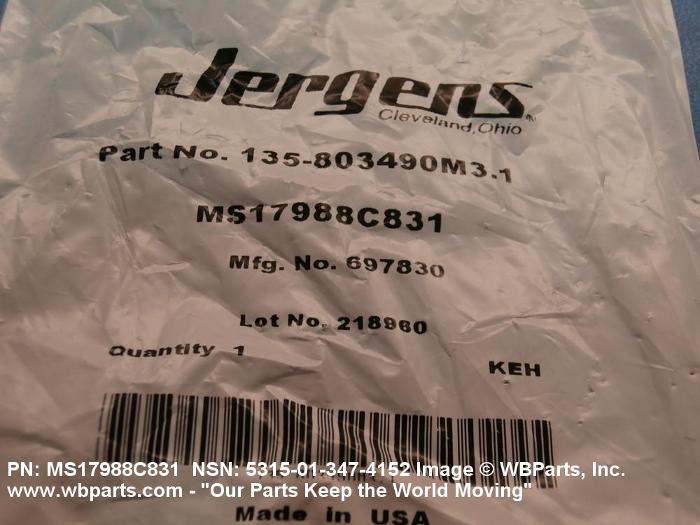 Jergens
Cleveland, Ohio
Part No. 135-803490M3.1
MS17988C831
Mfg. No. 697830
Lot No. 218960
Quantity 1
KEH
PN: MS17988C831 NSN: 5315-01-347-4152 Image © WBParts, Inc.
www.wbparts.com - "Our Parts Keep the World Moving"
Made in USA